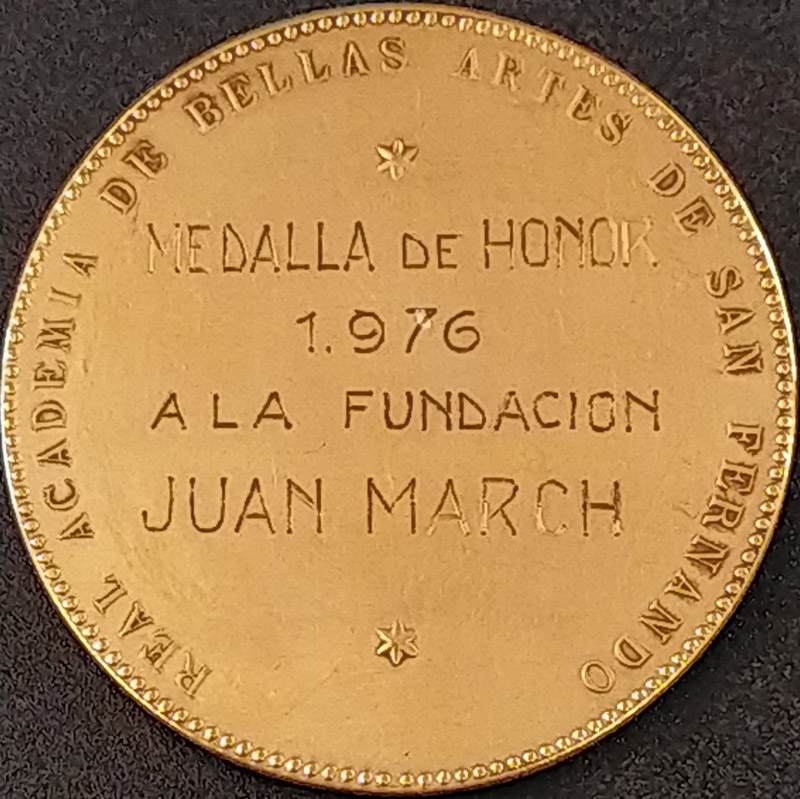 REAL ACADEMIA DE BELLAS ARTES DE SAN FERNANDO
MEDALLA DE HONOR
1.976
A LA FUNDACION
JUAN MARCH